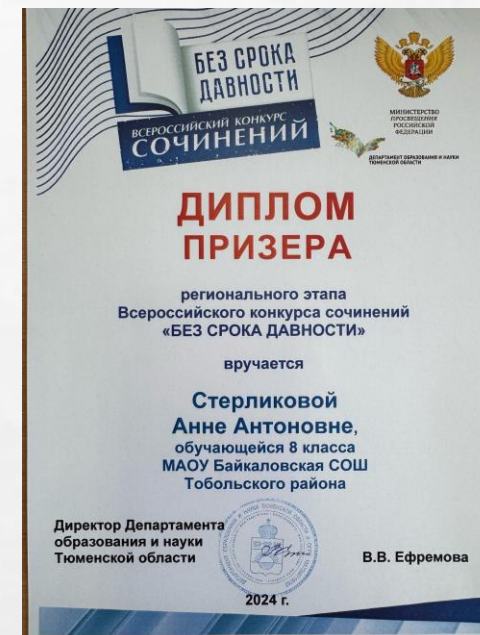 БЕЗ СРОКА
ДАВНОСТИ
ВСЕРОССИЙСКИЙ КОНКУРС
СОЧИНЕНИЙ
МИНИСТЕРСТВО
ПРОСВЕЩЕНИЯ
РОССИЙСКОЙ
ФЕДЕРАЦИИ
ДЕПАРТАМЕНТ ОБРАЗОВАНИЯ И НАУКИ
ТЮМЕНСКОЙ ОБЛАСТИ
ДИПЛОМ
ПРИЗЕРА
регионального этапа
Всероссийского конкурса сочинений
«БЕЗ СРОКА ДАВНОСТИ»
вручается
Стерликовой
Анне Антоновне,
обучающейся 8 класса
МАОУ Байкаловская СОШ
Тобольского района
Директор Департамента
образования и науки
Тюменской области
В.В. Ефремова
2024 г.